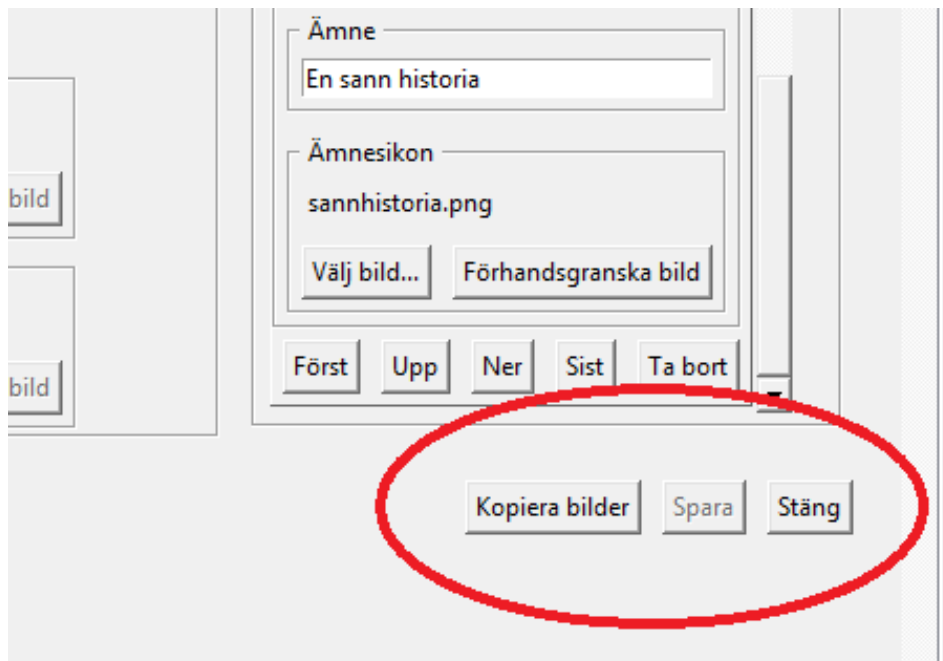 Ämne
En sann historia
Ämnesikon
bild
sannhistoria.png
Välj bild... Förhandsgranska bild
Först Upp Ner Sist Ta bort
bild
Kopiera bilder Spara Stäng